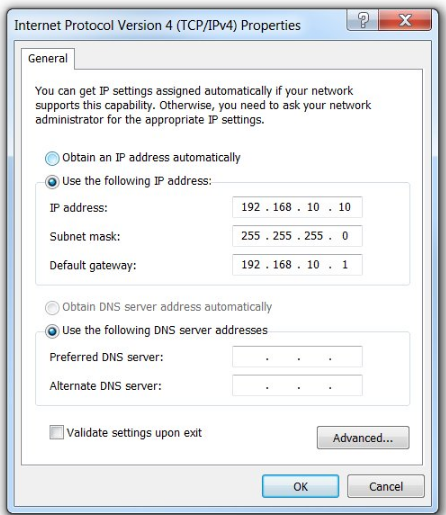 Internet Protocol Version 4 (TCP/IPv4) Properties
General
You can get IP settings assigned automatically if your network
supports this capability. Otherwise, you need to ask your network
administrator for the appropriate IP settings.
Obtain an IP address automatically
Use the following IP address:
IP address: 192 . 168 . 10 . 10
Subnet mask: 255 . 255 . 255 . 0
Default gateway: 192 . 168 . 10 . 1
Obtain DNS server address automatically
Use the following DNS server addresses
Preferred DNS server: . . .
Alternate DNS server: . . .
Validate settings upon exit
Advanced...
OK Cancel